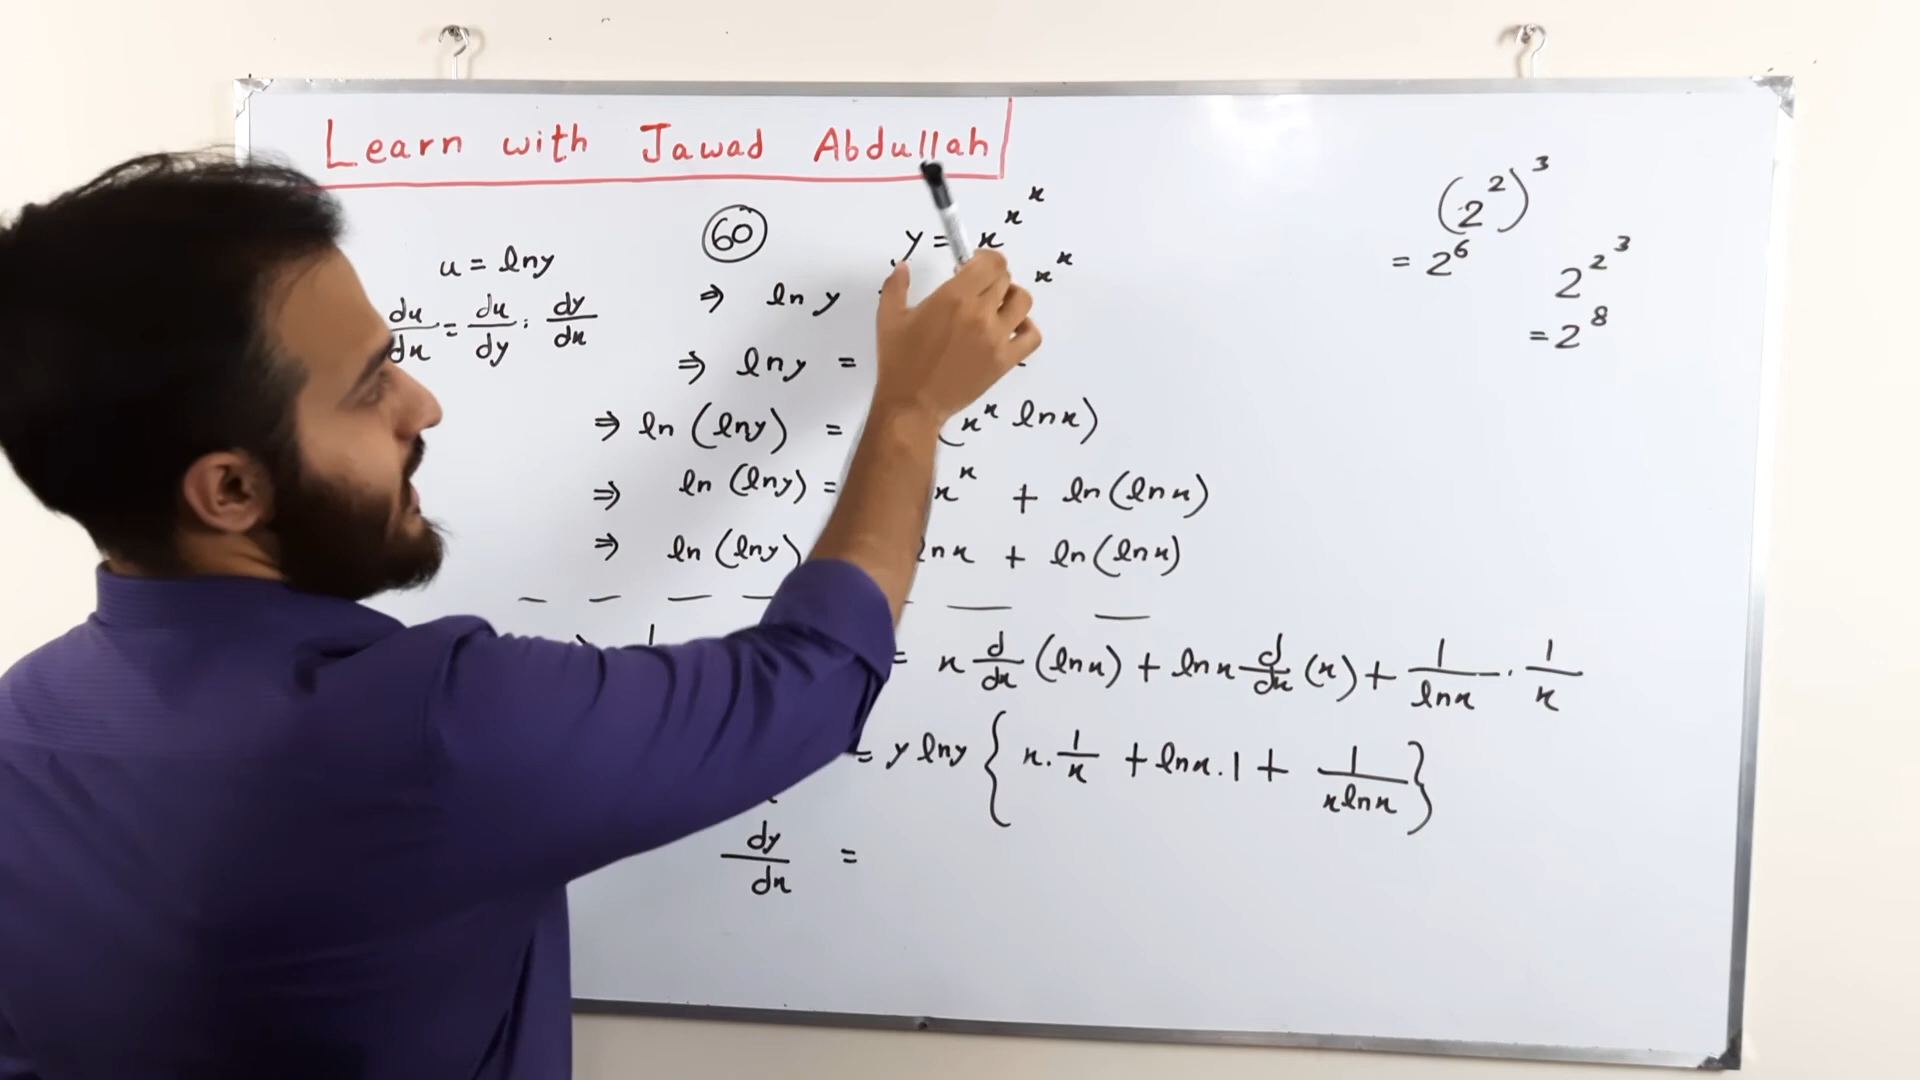 Learn with Jawad Abdullah
60 y = x^x^x
u = lny
du/dx = du/dy . dy/dx
⇒ ln y x^x
⇒ lny =
⇒ ln (lny) = (x^x lnx)
⇒ ln (lny) = x^x + ln(lnx)
⇒ ln (lny) lnx + ln(lnx)
= x d/dx (lnx) + lnx d/dx (x) + 1/lnx . 1/x
= y lny { x. 1/x + lnx.1 + 1/xlnx }
dy/dx =
(2^2)^3
= 2^6
2^2^3
= 2^8